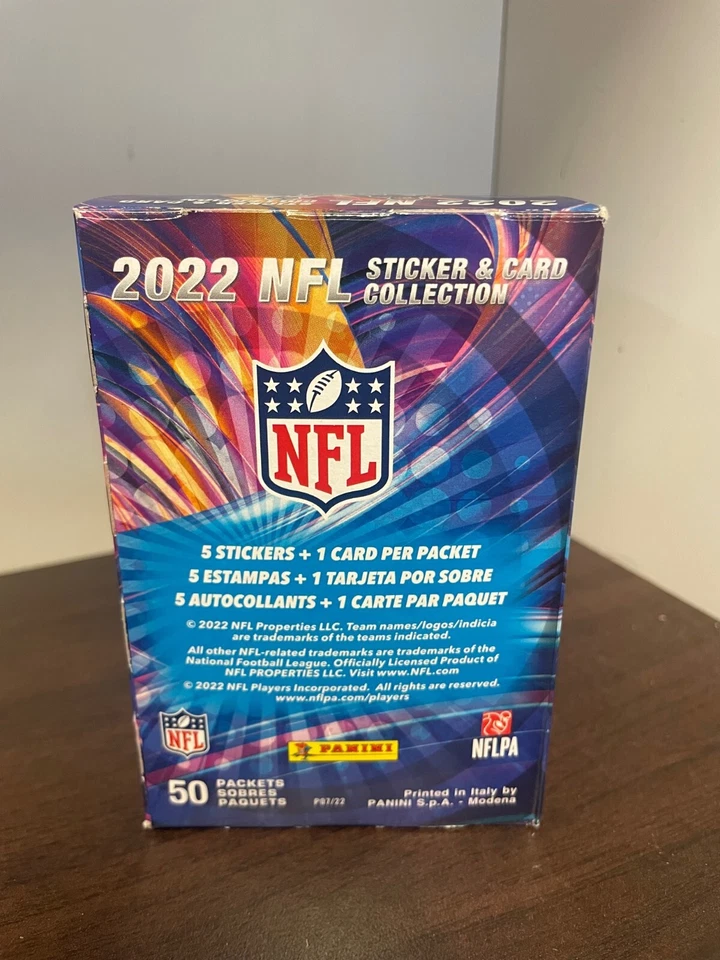 2022 NFL
2022 NFL STICKER & CARD
COLLECTION
NFL
5 STICKERS + 1 CARD PER PACKET
5 ESTAMPAS + 1 TARJETA POR SOBRE
5 AUTOCOLLANTS + 1 CARTE PAR PAQUET
© 2022 NFL Properties LLC. Team names/logos/indicia
are trademarks of the teams indicated.
All other NFL-related trademarks are trademarks of the
National Football League. Officially Licensed Product of
NFL PROPERTIES LLC. Visit www.NFL.com
© 2022 NFL Players Incorporated. All rights are reserved.
www.nflpa.com/players
NFL
PANINI
NFLPA
50 PACKETS
SOBRES
PAQUETS
P07/22
Printed in Italy by
PANINI S.p.A. - Modena